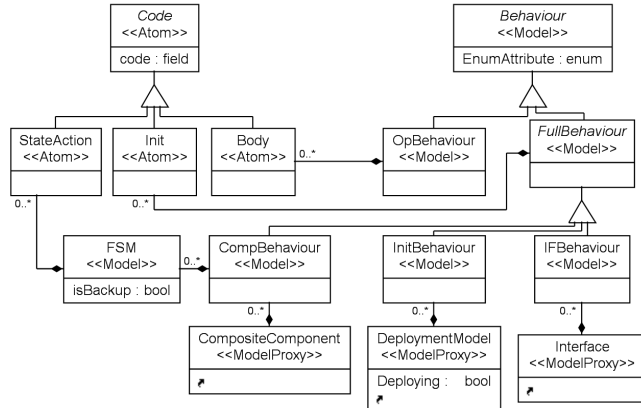 Code
<<Atom>>
code : field
Behaviour
<<Model>>
EnumAttribute : enum
StateAction
<<Atom>>
Init
<<Atom>>
Body
<<Atom>>
0..*
OpBehaviour
<<Model>>
FullBehaviour
<<Model>>
0..*
0..*
FSM
<<Model>>
isBackup : bool
0..*
CompBehaviour
<<Model>>
InitBehaviour
<<Model>>
IFBehaviour
<<Model>>
0..*
0..*
0..*
CompositeComponent
<<ModelProxy>>
DeploymentModel
<<ModelProxy>>
Deploying : bool
Interface
<<ModelProxy>>